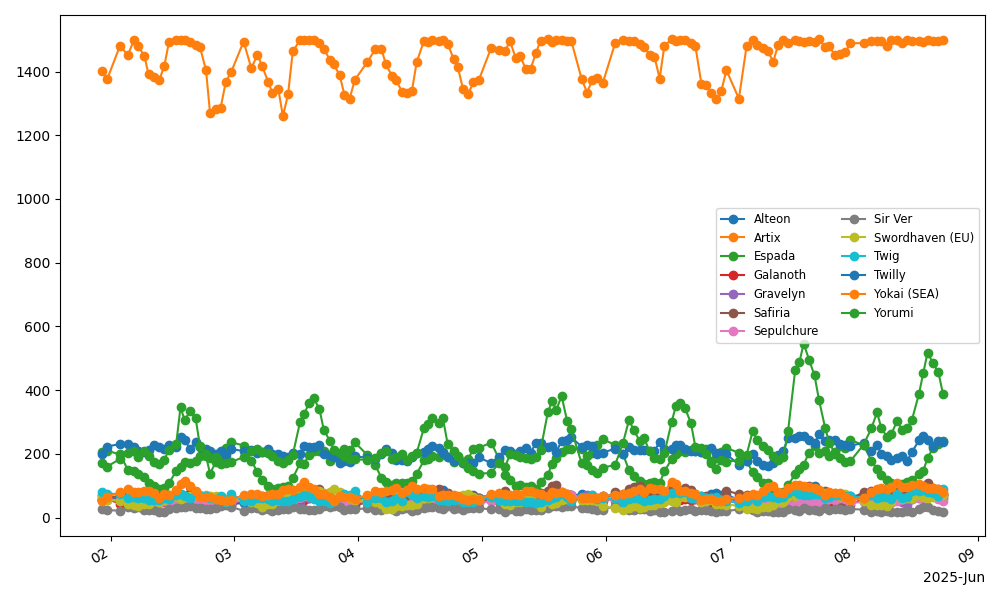 1400
1200
1000
800
600
400
200
0
Alteon
Artix
Espada
Galanoth
Gravelyn
Safiria
Sepulchure
Sir Ver
Swordhaven (EU)
Twig
Twilly
Yokai (SEA)
Yorumi
02
03
04
05
06
07
08
09
2025-Jun